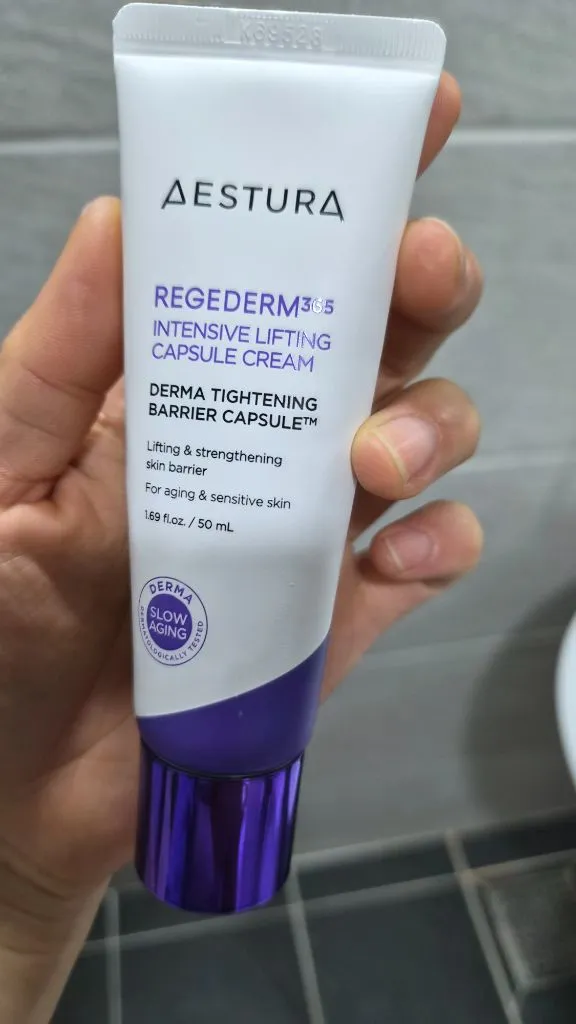 AESTURA
REGEDERM365
INTENSIVE LIFTING
CAPSULE CREAM
DERMA TIGHTENING
BARRIER CAPSULE™
Lifting & strengthening
skin barrier
For aging & sensitive skin
1.69 fl.oz. / 50 mL
DERMA
SLOW
AGING
DERMATOLOGICALLY TESTED